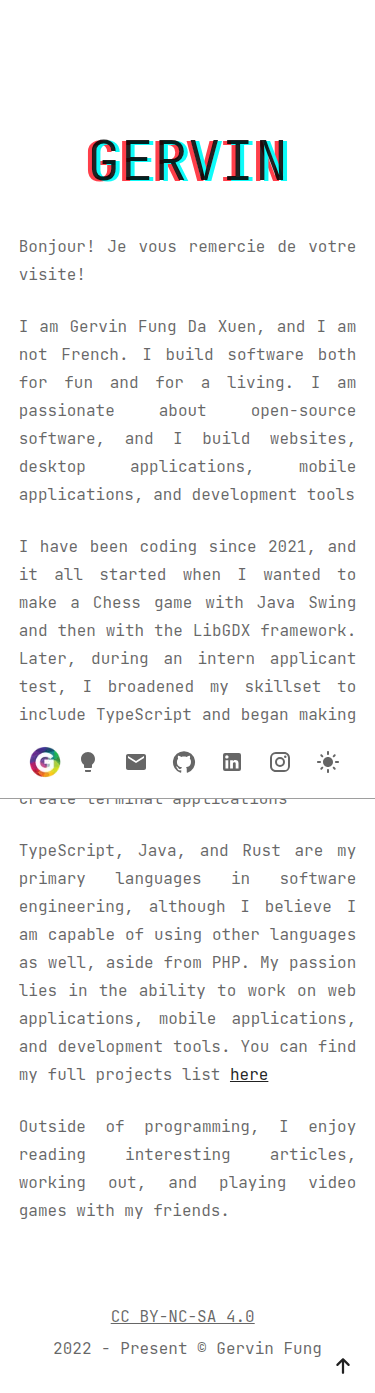 GERVIN
Bonjour! Je vous remercie de votre
visite!
I am Gervin Fung Da Xuen, and I am
not French. I build software both
for fun and for a living. I am
passionate about open-source
software, and I build websites,
desktop applications, mobile
applications, and development tools
I have been coding since 2021, and
it all started when I wanted to
make a Chess game with Java Swing
and then with the LibGDX framework.
Later, during an intern applicant
test, I broadened my skillset to
include TypeScript and began making
G
create terminal applications
TypeScript, Java, and Rust are my
primary languages in software
engineering, although I believe I
am capable of using other languages
as well, aside from PHP. My passion
lies in the ability to work on web
applications, mobile applications,
and development tools. You can find
my full projects list here
Outside of programming, I enjoy
reading interesting articles,
working out, and playing video
games with my friends.
CC BY-NC-SA 4.0
2022 - Present © Gervin Fung